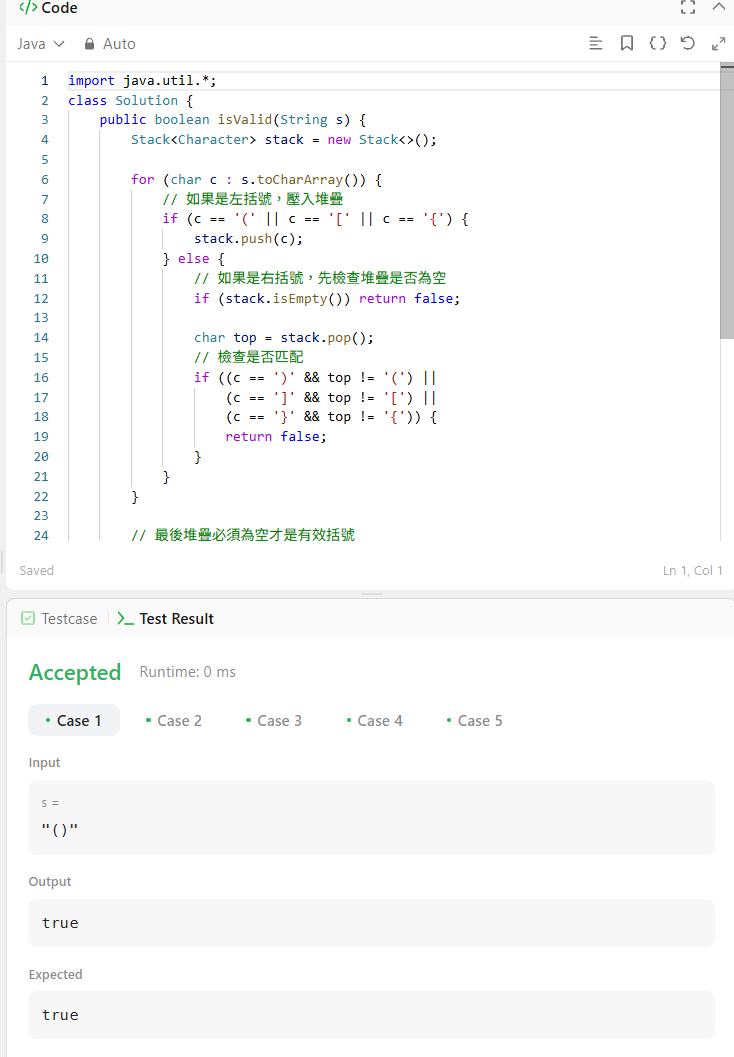 </> Code
Java Auto
1 import java.util.*;
2 class Solution {
3 public boolean isValid(String s) {
4 Stack<Character> stack = new Stack<>();
5
6 for (char c : s.toCharArray()) {
7 // 如果是左括號，壓入堆疊
8 if (c == '(' || c == '[' || c == '{') {
9 stack.push(c);
10 } else {
11 // 如果是右括號，先檢查堆疊是否為空
12 if (stack.isEmpty()) return false;
13
14 char top = stack.pop();
15 // 檢查是否匹配
16 if ((c == ')' && top != '(') ||
17 (c == ']' && top != '[') ||
18 (c == '}' && top != '{')) {
19 return false;
20 }
21 }
22 }
23
24 // 最後堆疊必須為空才是有效括號
Saved Ln 1, Col 1
Testcase >_ Test Result
Accepted Runtime: 0 ms
• Case 1 • Case 2 • Case 3 • Case 4 • Case 5
Input
s =
"()"
Output
true
Expected
true